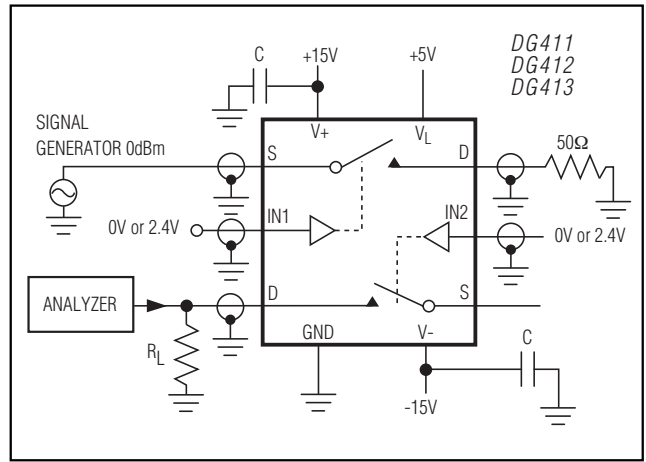 C
+15V
+5V
DG411
DG412
DG413
SIGNAL
GENERATOR 0dBm
V+
VL
S
D
50Ω
IN1
IN2
0V or 2.4V
0V or 2.4V
ANALYZER
D
S
RL
GND
V-
C
-15V